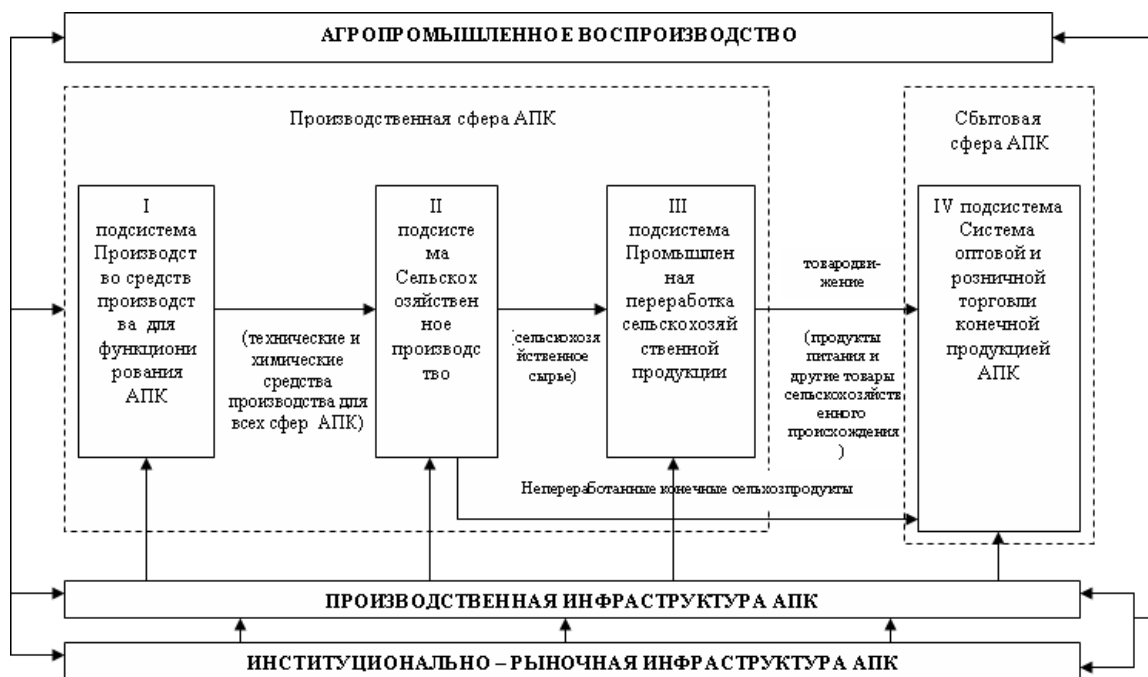 АГРОПРОМЫШЛЕННОЕ ВОСПРОИЗВОДСТВО
Производственная сфера АПК
Сбытовая
сфера АПК
I
подсистема
Производст
во средств
производст
ва для
функциони
рования
АПК
(технические и
химические
средства
производства для
всех сфер АПК)
II
подсисте
ма
Сельскох
озяйствен
ное
производс
тво
(сельскохозя
йственное
сырье)
III
подсистема
Промышлен
ная
переработка
сельскохозяй
ственной
продукции
товародви-
жение
(продукты
питания и
другие товары
сельскохозяйств
енного
происхождения
)
IV подсистема
Система
оптовой и
розничной
торговли
конечной
продукцией
АПК
Непереработанные конечные сельхозпродукты
ПРОИЗВОДСТВЕННАЯ ИНФРАСТРУКТУРА АПК
ИНСТИТУЦИОНАЛЬНО – РЫНОЧНАЯ ИНФРАСТРУКТУРА АПК